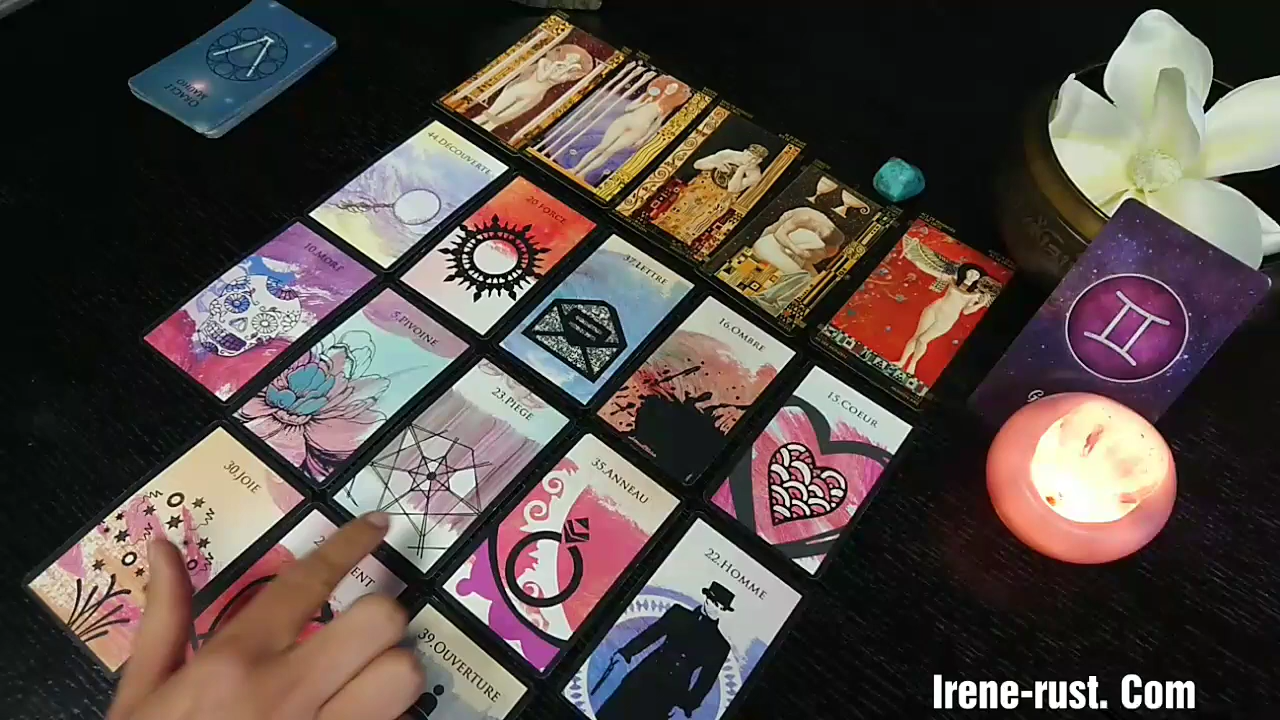 ORACLE
MADHO
44.DÉCOUVERTE
20 FORCE
37.LETTRE
16.OMBRE
15.COEUR
10.MORT
5.PIVOINE
23.PIÈGE
35.ANNEAU
22.HOMME
30.JOIE
39.OUVERTURE
Irene-rust. Com